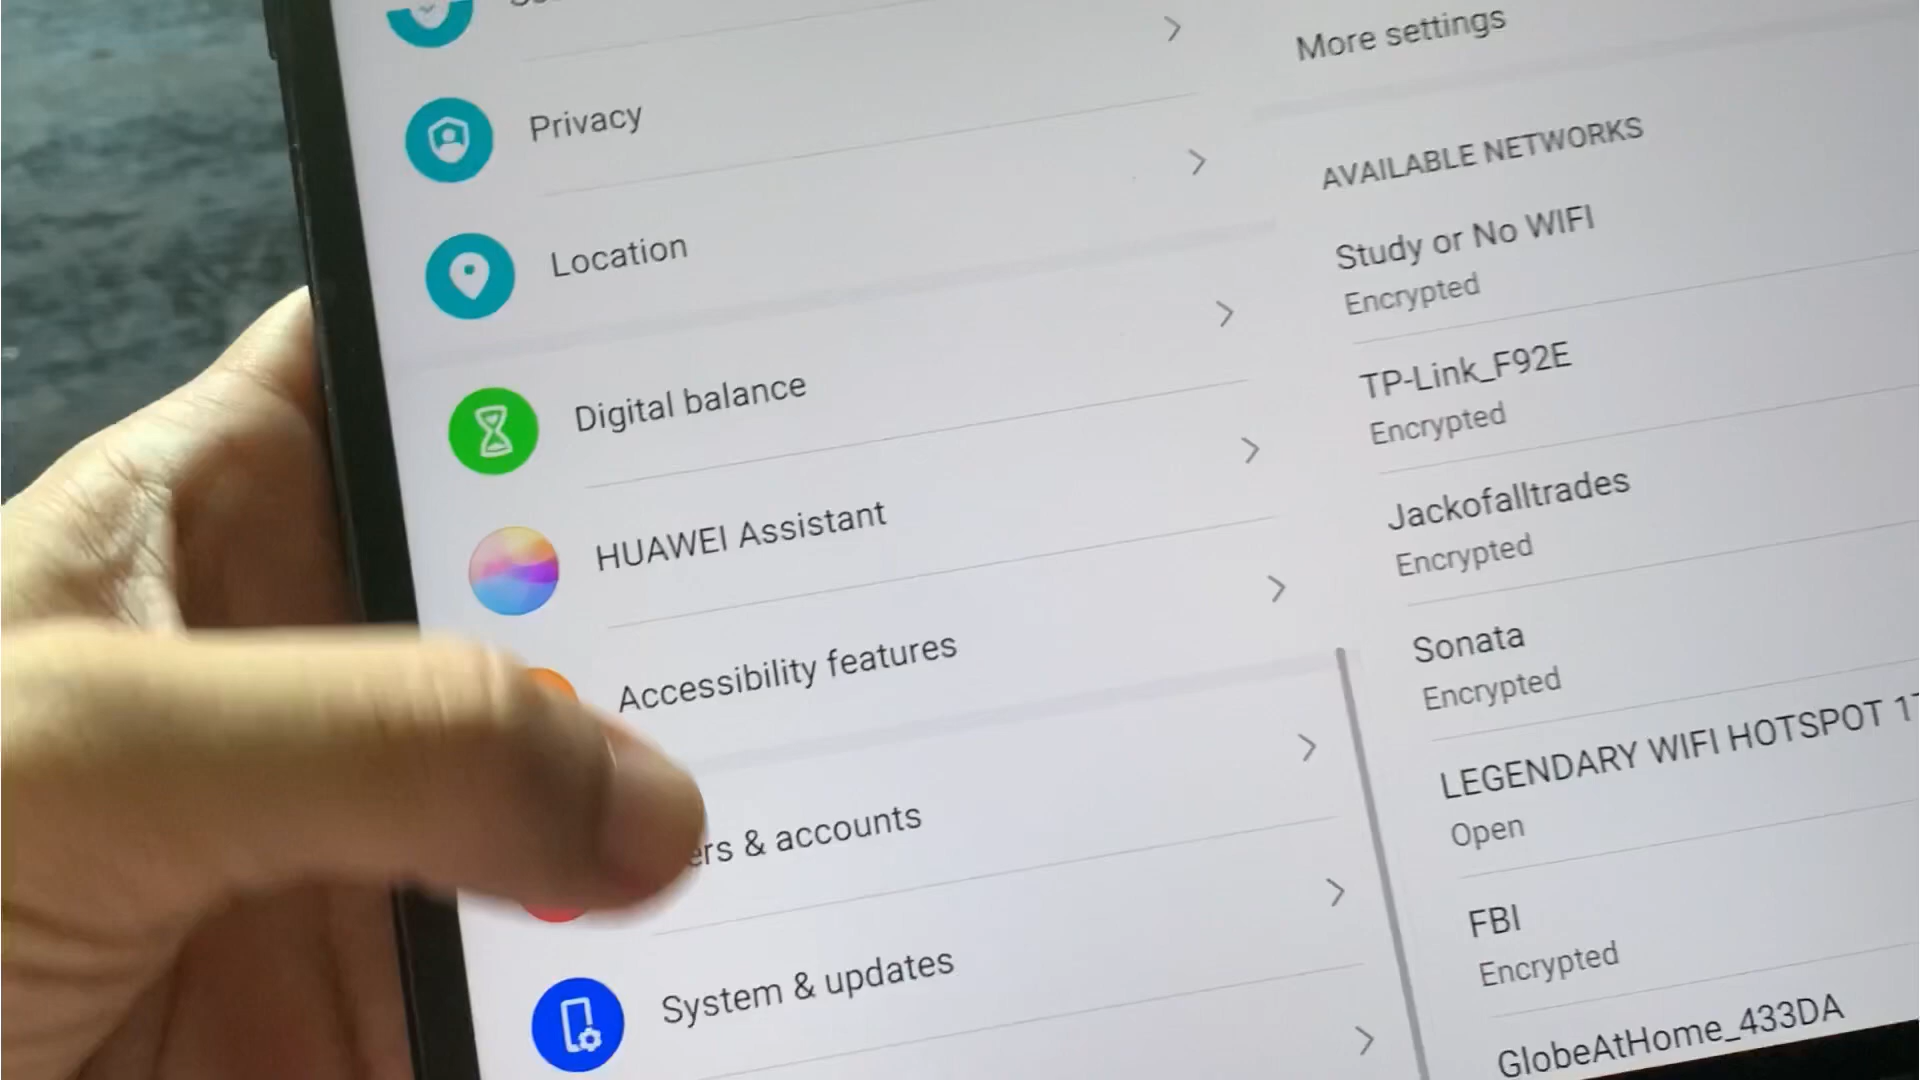 Privacy
Location
Digital balance
HUAWEI Assistant
Accessibility features
ers & accounts
System & updates
More settings
AVAILABLE NETWORKS
Study or No WIFI
Encrypted
TP-Link_F92E
Encrypted
Jackofalltrades
Encrypted
Sonata
Encrypted
LEGENDARY WIFI HOTSPOT
Open
FBI
Encrypted
GlobeAtHome_433DA